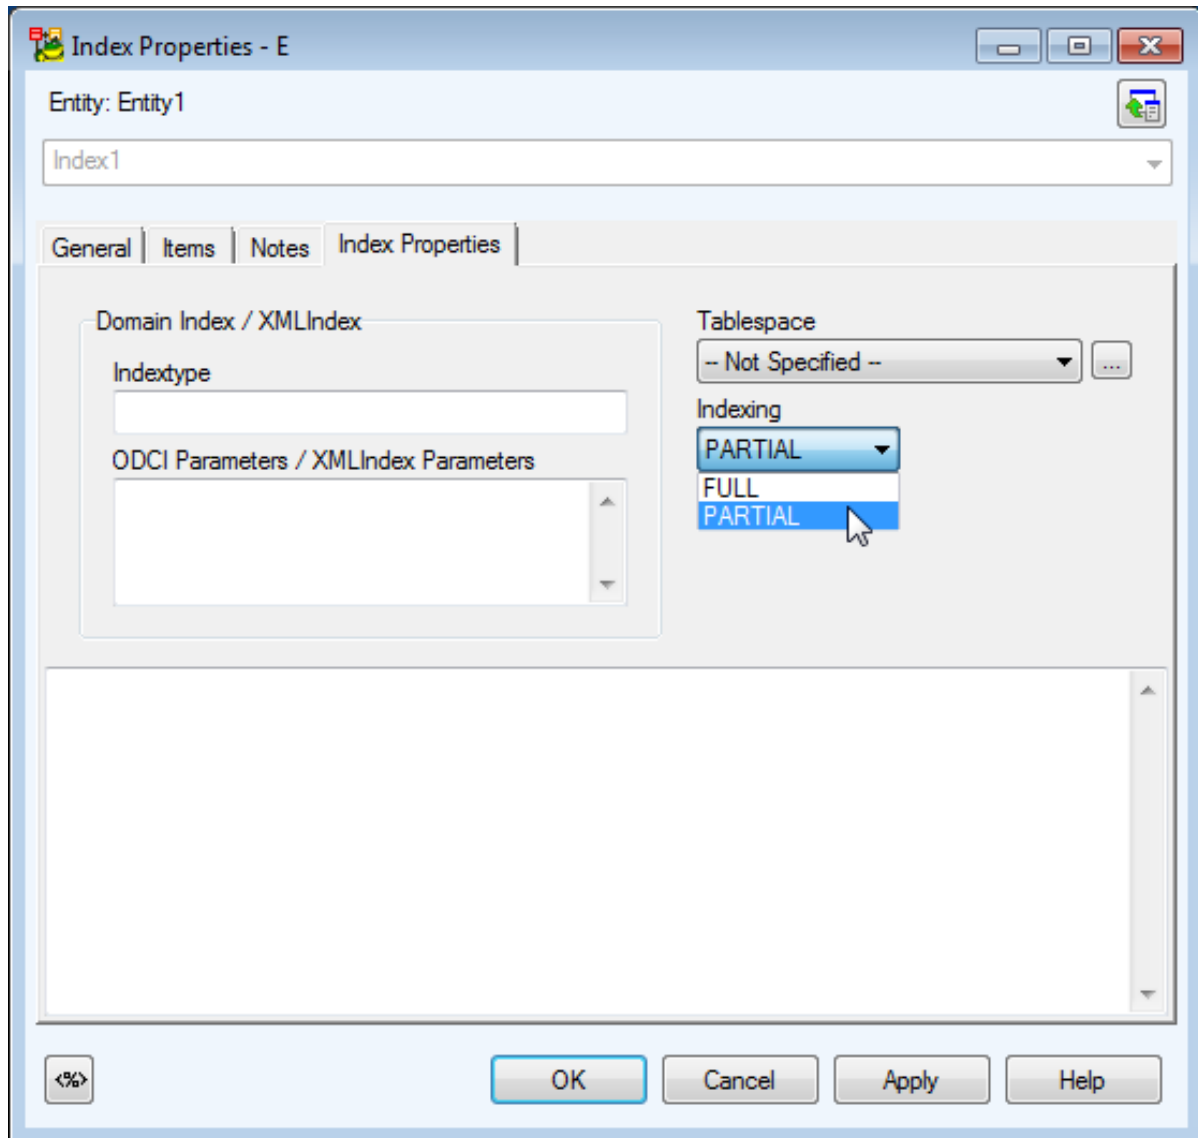 Index Properties - E
Entity: Entity1
Index1
General Items Notes Index Properties
Domain Index / XMLIndex
Indextype
ODCI Parameters / XMLIndex Parameters
Tablespace
-- Not Specified --
...
Indexing
PARTIAL
FULL
PARTIAL
<%> OK Cancel Apply Help